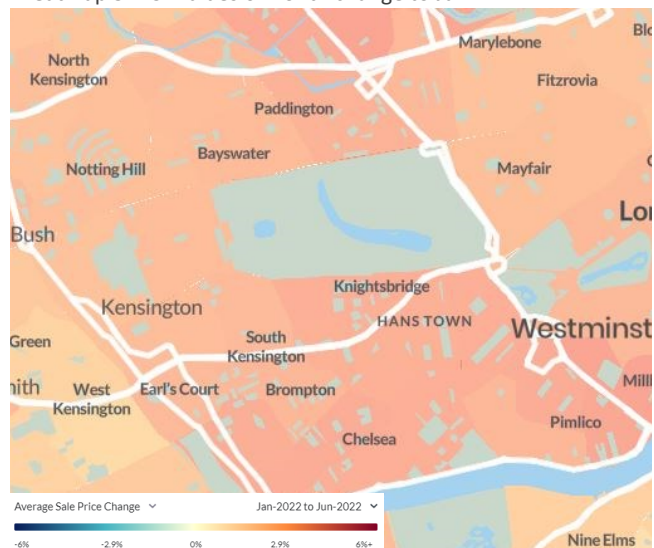 Marylebone
North
Kensington
Fitzrovia
Paddington
Bayswater
Notting Hill
Mayfair
Bush
Knightsbridge
Kensington
HANS TOWN
Westminst
South
Kensington
Green
West
Kensington
Earl's Court
Brompton
Pimlico
Chelsea
Average Sale Price Change
Jan-2022 to Jun-2022
-6% -2.9% 0% 2.9% 6%+
Nine Elms